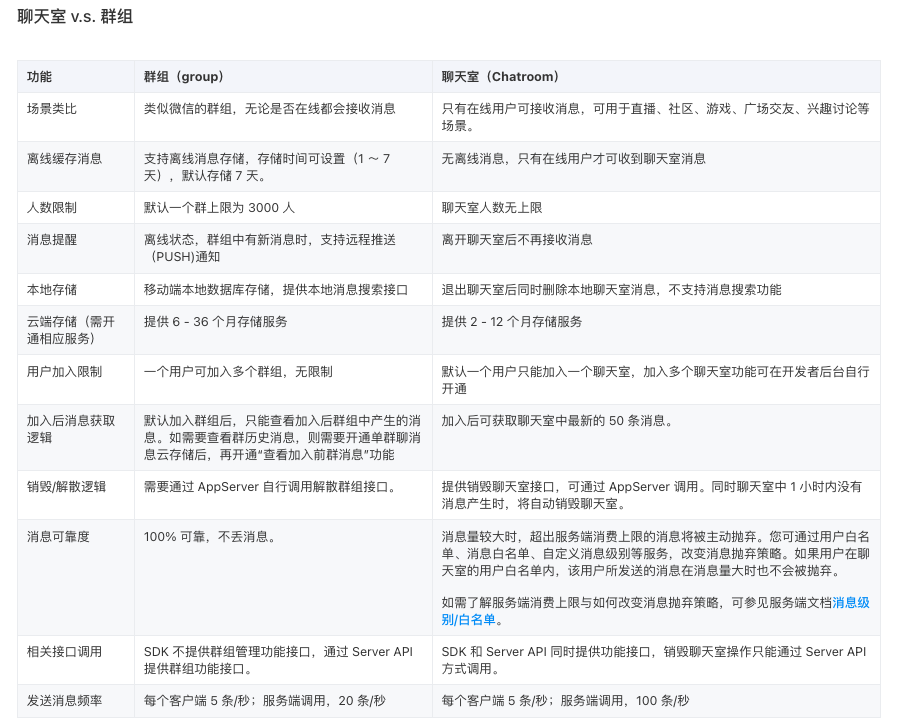 聊天室 v.s. 群组
功能
群组（group）
聊天室（Chatroom）
场景类比
类似微信的群组，无论是否在线都会接收消息
只有在线用户可接收消息，可用于直播、社区、游戏、广场交友、兴趣讨论等
场景。
离线缓存消息
支持离线消息存储，存储时间可设置（1 ～ 7
天），默认存储 7 天。
无离线消息，只有在线用户才可收到聊天室消息
人数限制
默认一个群上限为 3000 人
聊天室人数无上限
消息提醒
离线状态，群组中有新消息时，支持远程推送
（PUSH)通知
离开聊天室后不再接收消息
本地存储
移动端本地数据库存储，提供本地消息搜索接口
退出聊天室后同时删除本地聊天室消息，不支持消息搜索功能
云端存储（需开
通相应服务）
提供 6 - 36 个月存储服务
提供 2 - 12 个月存储服务
用户加入限制
一个用户可加入多个群组，无限制
默认一个用户只能加入一个聊天室，加入多个聊天室功能可在开发者后台自行
开通
加入后消息获取
逻辑
默认加入群组后，只能查看加入后群组中产生的消
息。如需要查看群历史消息，则需要开通单群聊消
息云存储后，再开通“查看加入前群消息”功能
加入后可获取聊天室中最新的 50 条消息。
销毁/解散逻辑
需要通过 AppServer 自行调用解散群组接口。
提供销毁聊天室接口，可通过 AppServer 调用。同时聊天室中 1 小时内没有
消息产生时，将自动销毁聊天室。
消息可靠度
100% 可靠，不丢消息。
消息量较大时，超出服务端消费上限的消息将被主动抛弃。您可通过用户白名
单、消息白名单、自定义消息级别等服务，改变消息抛弃策略。如果用户在聊
天室的用户白名单内，该用户所发送的消息在消息量大时也不会被抛弃。
如需了解服务端消费上限与如何改变消息抛弃策略，可参见服务端文档消息级
别/白名单。
相关接口调用
SDK 不提供群组管理功能接口，通过 Server API
提供群组功能接口。
SDK 和 Server API 同时提供功能接口，销毁聊天室操作只能通过 Server API
方式调用。
发送消息频率
每个客户端 5 条/秒；服务端调用，20 条/秒
每个客户端 5 条/秒；服务端调用，100 条/秒